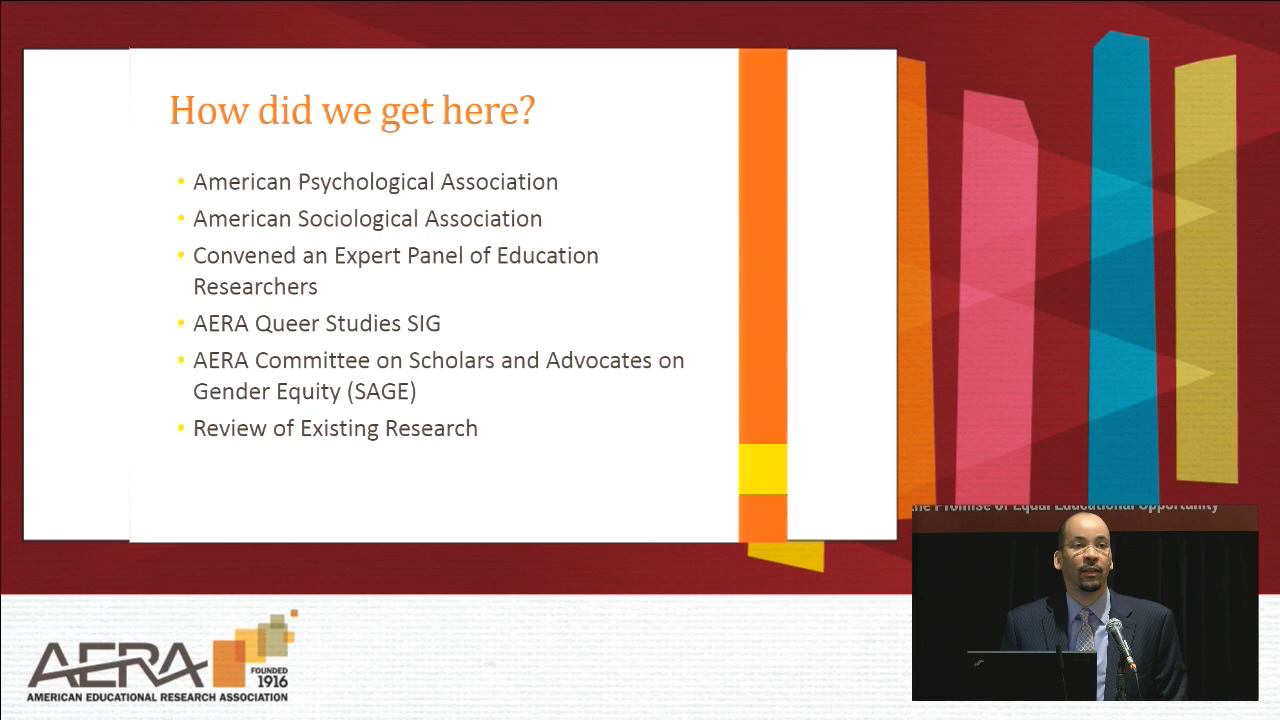 How did we get here?
• American Psychological Association
• American Sociological Association
• Convened an Expert Panel of Education
Researchers
• AERA Queer Studies SIG
• AERA Committee on Scholars and Advocates on
Gender Equity (SAGE)
• Review of Existing Research
the Promise of Equal Educational Opportunity
AERA
FOUNDED
1916
AMERICAN EDUCATIONAL RESEARCH ASSOCIATION